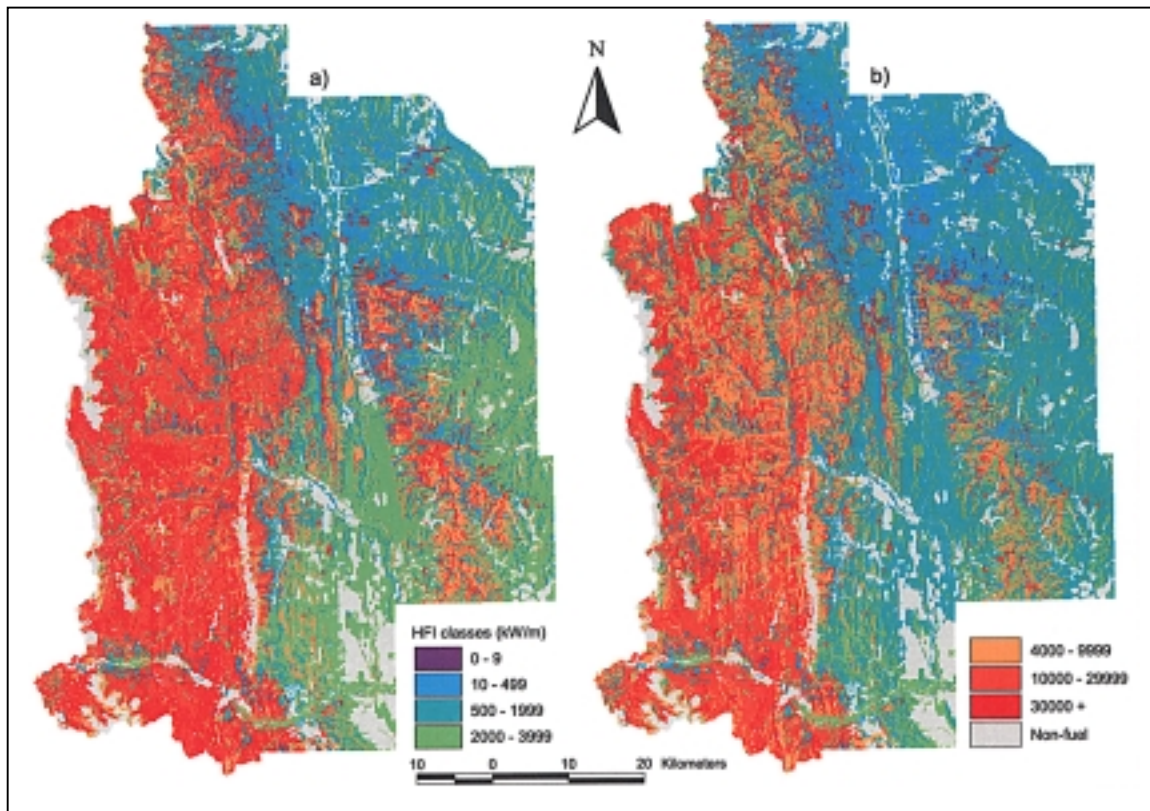 a)
N
b)
HFI classes (kW/m)
0 - 9
10 - 499
500 - 1999
2000 - 3999
4000 - 9999
10000 - 29999
30000 +
Non-fuel
10 0 10 20 Kilometers